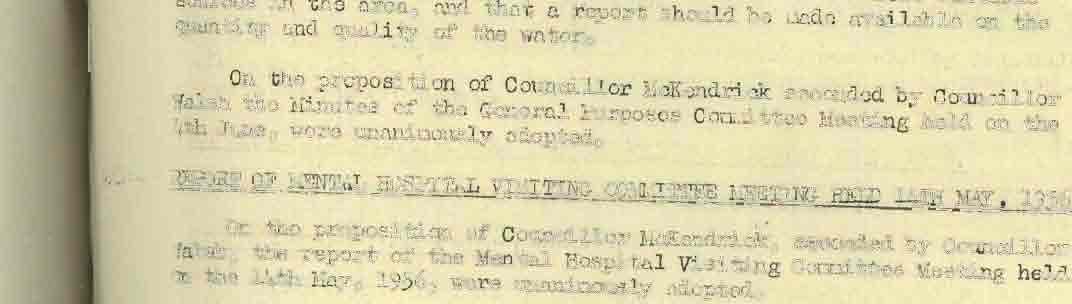 in the area, and that a report should be made available on the
quantity and quality of the water.
On the proposition of Councillor McKendrick seconded by Councillor
Walsh the Minutes of the General Purposes Committee Meeting held on the
4th June, were unanimously adopted.
REPORT OF MENTAL HOSPITAL VISITING COMMITTEE MEETING HELD 14TH MAY, 1956
On the proposition of Councillor McKendrick, seconded by Councillor
Walsh, the report of the Mental Hospital Visiting Committee Meeting held
on the 14th May, 1956, were unanimously adopted.